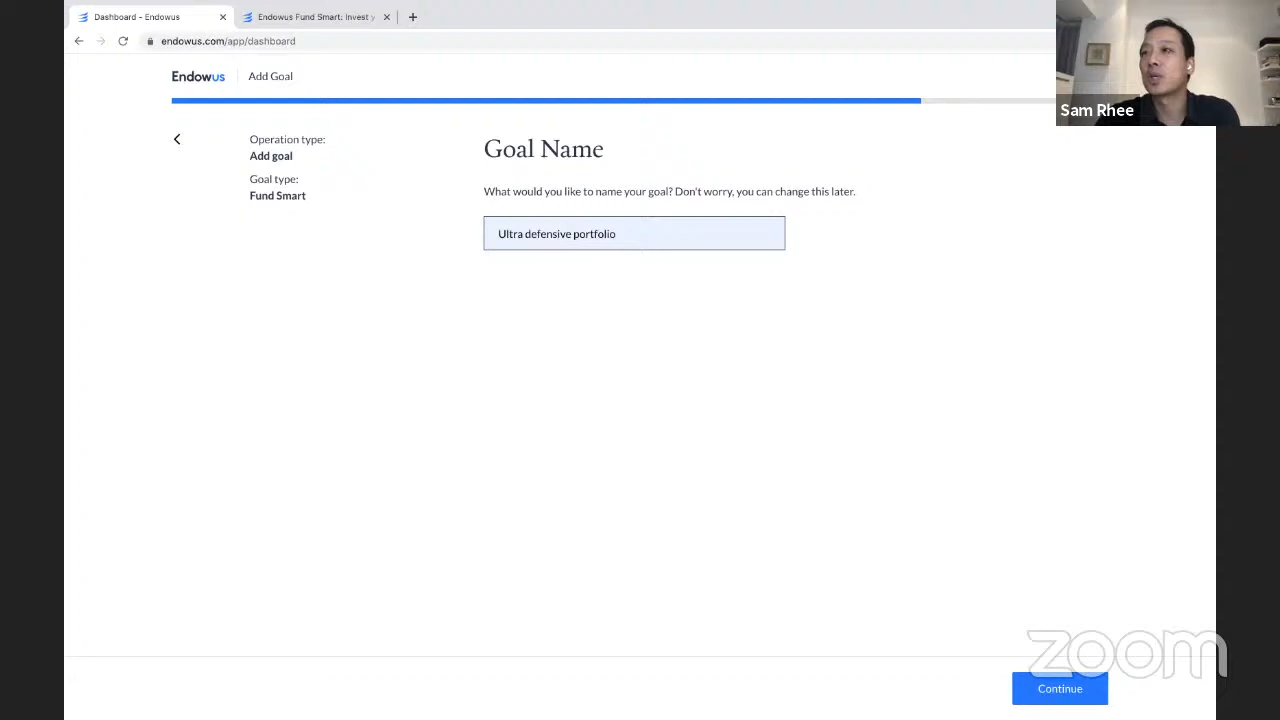 Dashboard - Endowus
Endowus Fund Smart: Invest y
endowus.com/app/dashboard
Sam Rhee
Endowus
Add Goal
Operation type:
Add goal
Goal type:
Fund Smart
Goal Name
What would you like to name your goal? Don't worry, you can change this later.
Ultra defensive portfolio
zoom
Continue